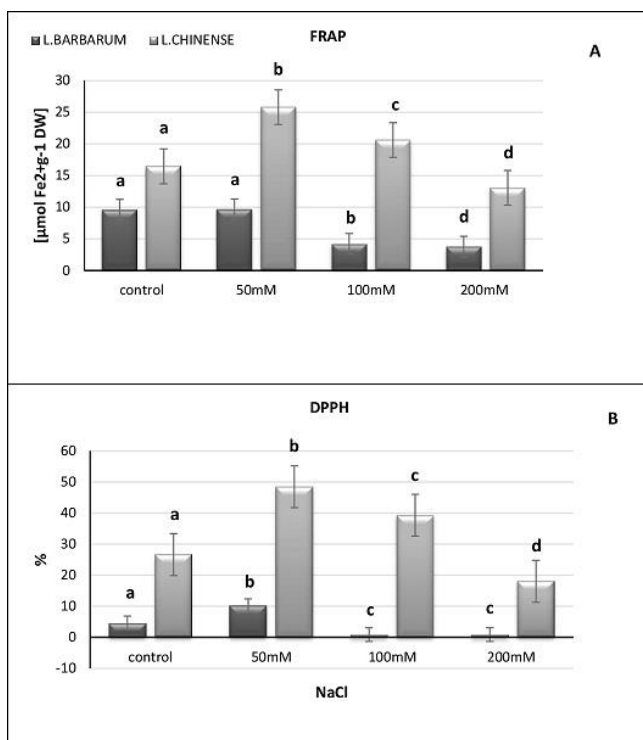 FRAP
A
L.BARBARUM L.CHINENSE
[µmol Fe2+g-1 DW]
30
25
20
15
10
5
0
a a a b b c d d
control 50mM 100mM 200mM
DPPH
B
%
60
50
40
30
20
10
0
-10
a a b b c c c d
control 50mM 100mM 200mM
NaCl